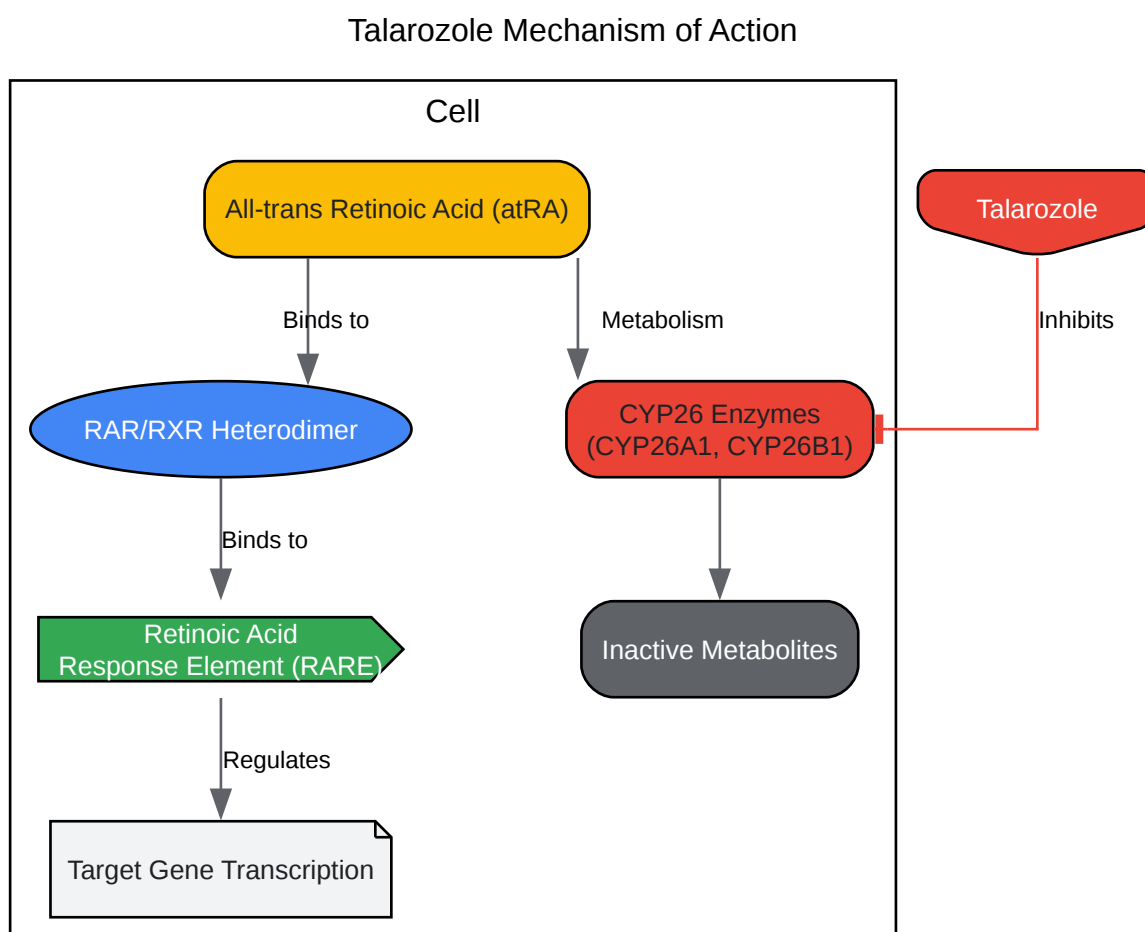 Talarozole Mechanism of Action
Cell
All-trans Retinoic Acid (atRA)
Talarozole
Binds to
Metabolism
Inhibits
RAR/RXR Heterodimer
CYP26 Enzymes
(CYP26A1, CYP26B1)
Binds to
Retinoic Acid
Response Element (RARE)
Inactive Metabolites
Regulates
Target Gene Transcription